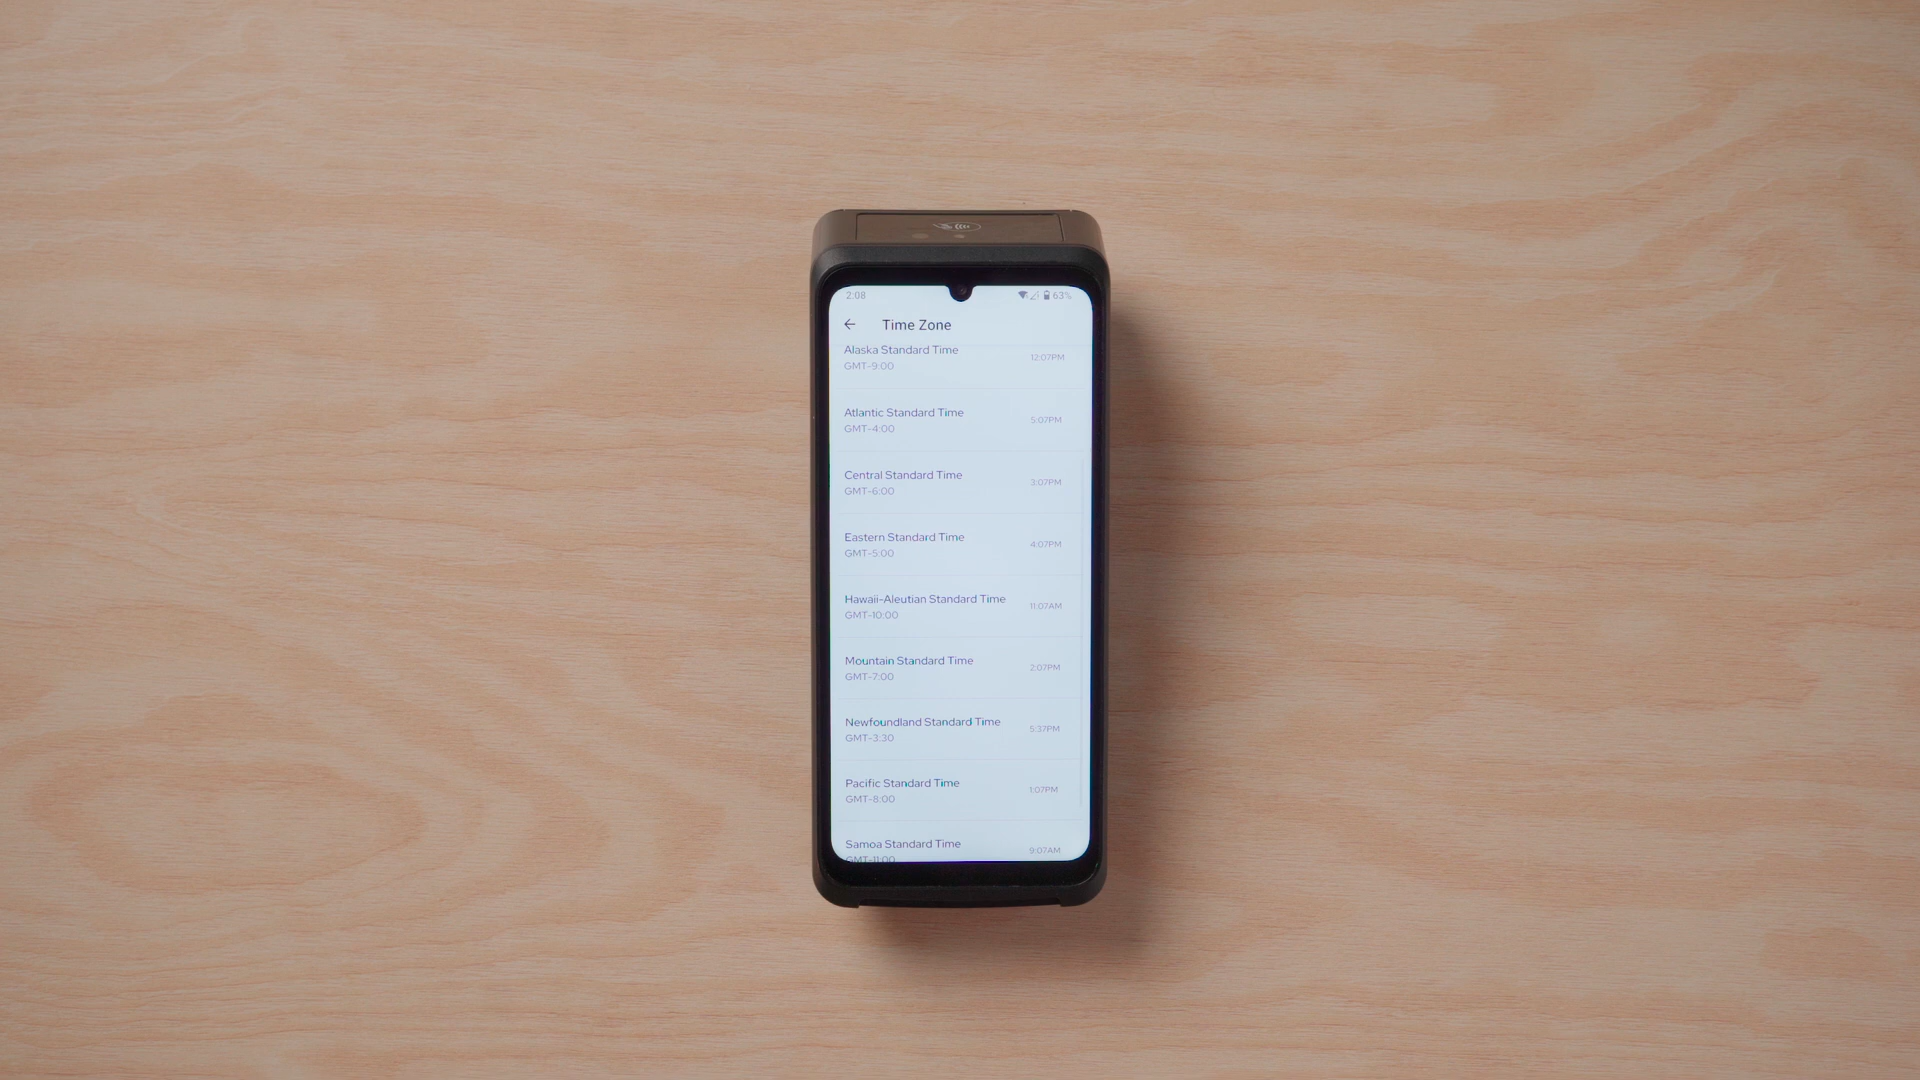 2:08 63%
Time Zone
Alaska Standard Time 12:07PM
GMT-9:00
Atlantic Standard Time 5:07PM
GMT-4:00
Central Standard Time 3:07PM
GMT-6:00
Eastern Standard Time 4:07PM
GMT-5:00
Hawaii-Aleutian Standard Time 11:07AM
GMT-10:00
Mountain Standard Time 2:07PM
GMT-7:00
Newfoundland Standard Time 5:37PM
GMT-3:30
Pacific Standard Time 1:07PM
GMT-8:00
Samoa Standard Time 9:07AM
GMT-11:00